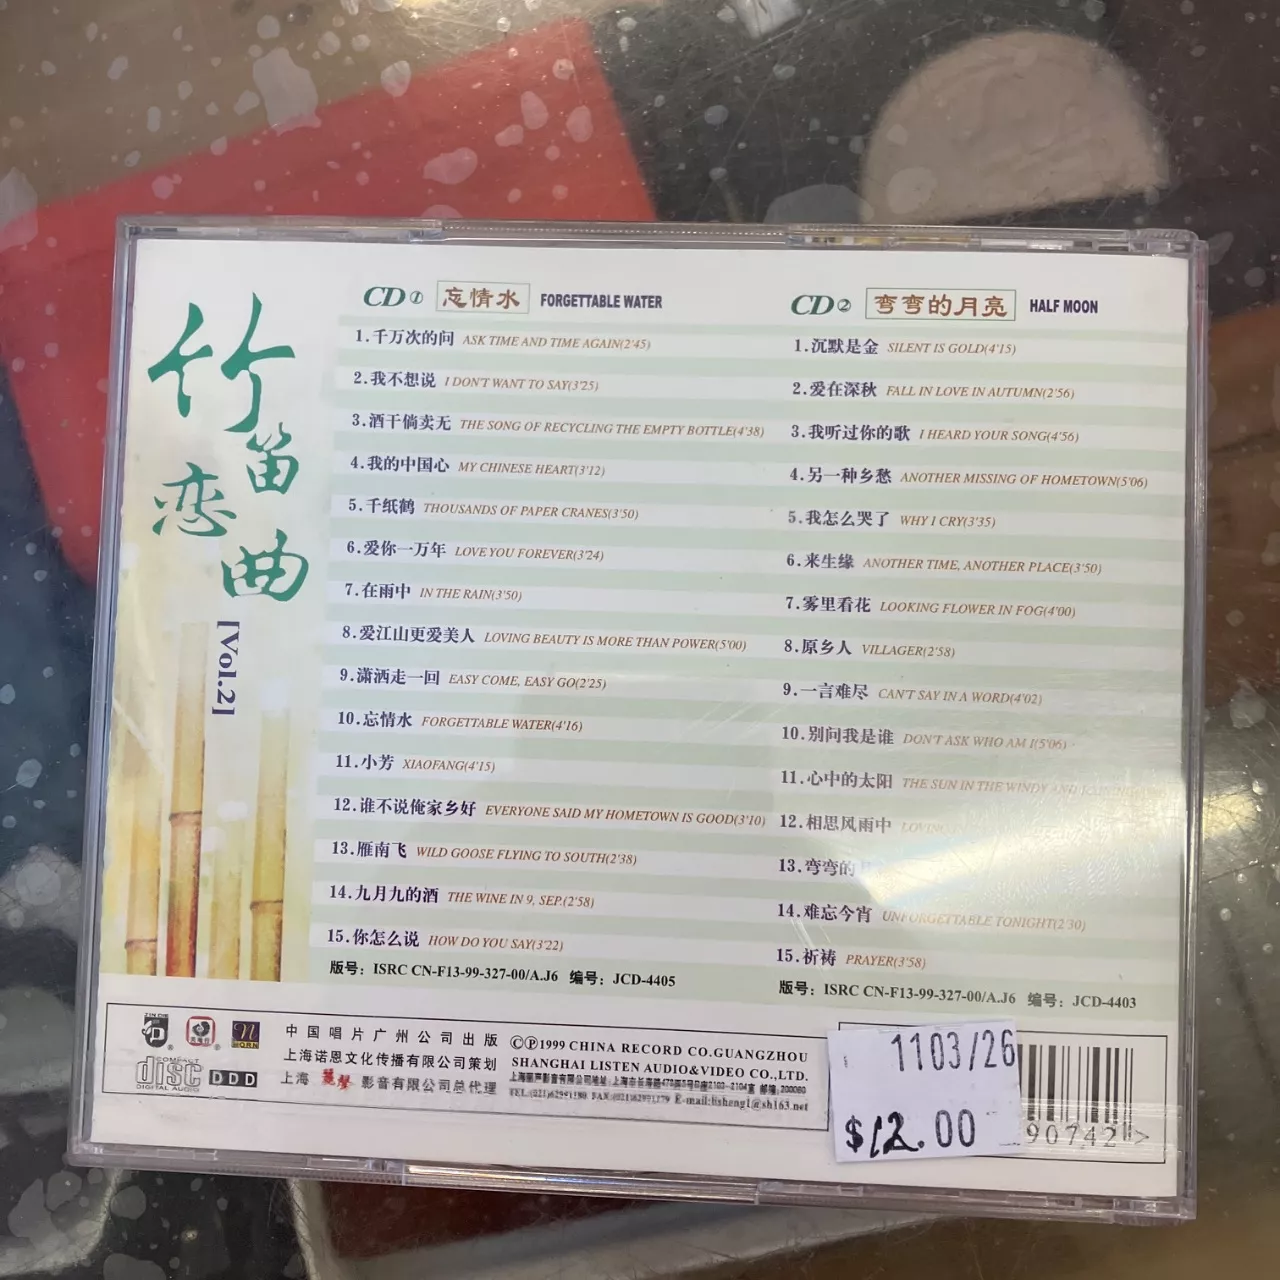 竹笛恋曲
[Vol.2]
CD① 忘情水 FORGETTABLE WATER
1.千万次的问 ASK TIME AND TIME AGAIN(2'45)
2.我不想说 I DON'T WANT TO SAY(3'25)
3.酒干倘卖无 THE SONG OF RECYCLING THE EMPTY BOTTLE(4'38)
4.我的中国心 MY CHINESE HEART(3'12)
5.千纸鹤 THOUSANDS OF PAPER CRANES(3'50)
6.爱你一万年 LOVE YOU FOREVER(3'24)
7.在雨中 IN THE RAIN(3'50)
8.爱江山更爱美人 LOVING BEAUTY IS MORE THAN POWER(5'00)
9.潇洒走一回 EASY COME, EASY GO(2'25)
10.忘情水 FORGETTABLE WATER(4'16)
11.小芳 XIAOFANG(4'15)
12.谁不说俺家乡好 EVERYONE SAID MY HOMETOWN IS GOOD(3'10)
13.雁南飞 WILD GOOSE FLYING TO SOUTH(2'38)
14.九月九的酒 THE WINE IN 9, SEP.(2'58)
15.你怎么说 HOW DO YOU SAY(3'22)
版号: ISRC CN-F13-99-327-00/A.J6 编号: JCD-4405
CD② 弯弯的月亮 HALF MOON
1.沉默是金 SILENT IS GOLD(4'15)
2.爱在深秋 FALL IN LOVE IN AUTUMN(2'56)
3.我听过你的歌 I HEARD YOUR SONG(4'56)
4.另一种乡愁 ANOTHER MISSING OF HOMETOWN(5'06)
5.我怎么哭了 WHY I CRY(3'35)
6.来生缘 ANOTHER TIME, ANOTHER PLACE(3'50)
7.雾里看花 LOOKING FLOWER IN FOG(4'00)
8.原乡人 VILLAGER(2'58)
9.一言难尽 CAN'T SAY IN A WORD(4'02)
10.别问我是谁 DON'T ASK WHO AM I(5'06)
11.心中的太阳 THE SUN IN THE WINDY AND
12.相思风雨中 LOVING
13.弯弯的
14.难忘今宵 UNFORGETTABLE TONIGHT(2'30)
15.祈祷 PRAYER(3'58)
版号: ISRC CN-F13-99-327-00/A.J6 编号: JCD-4403
COMPACT
disc
DIGITAL AUDIO
DDD
中国唱片广州公司出版
上海诺恩文化传播有限公司策划
上海 麗聲 影音有限公司总代理
©Ⓟ1999 CHINA RECORD CO.GUANGZHOU
SHANGHAI LISTEN AUDIO&VIDEO CO.,LTD.
TEL:(021)62991180 FAX:(021)62991179 E-mail:lisheng1@sh163.net
1103/26
$12.00
90742